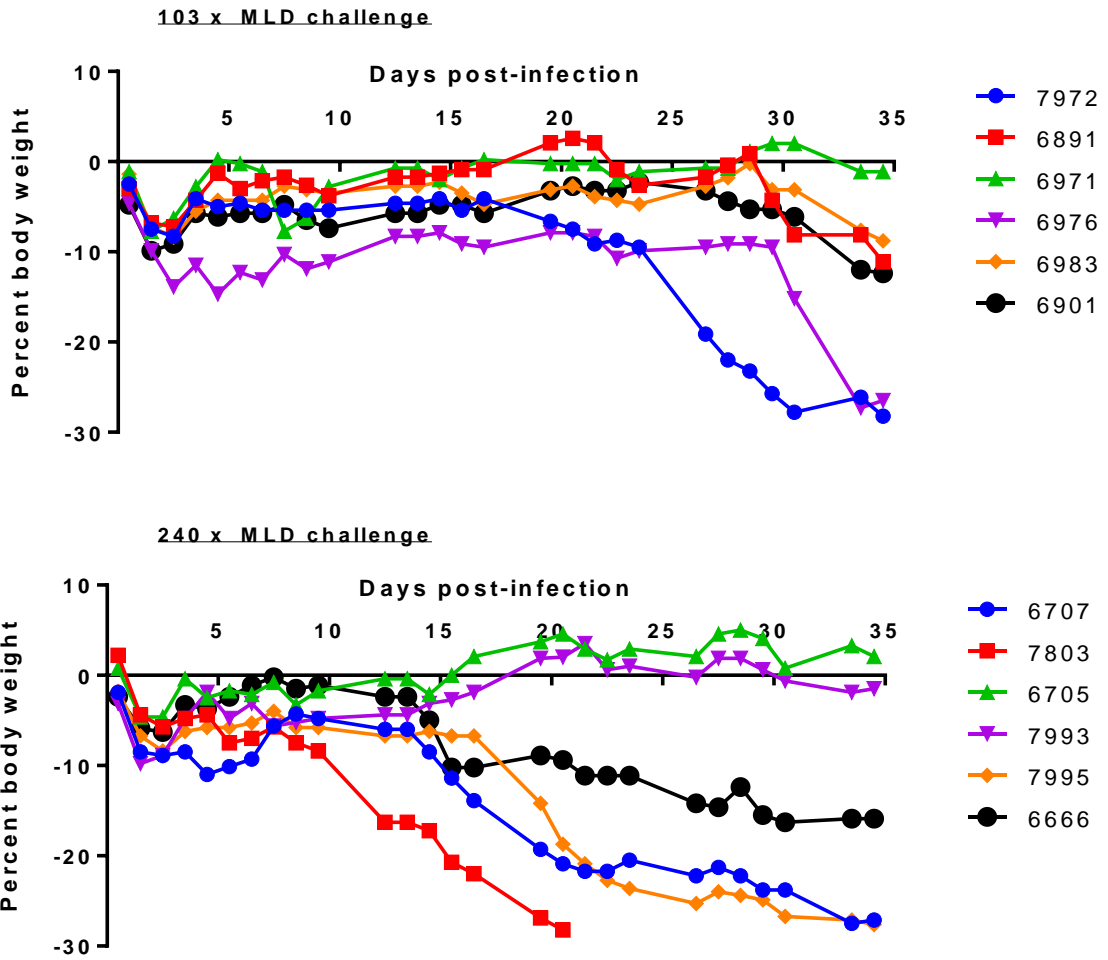 103 x MLD challenge
Days post-infection
Percent body weight
10
0
-10
-20
-30
5 10 15 20 25 30 35
7972
6891
6971
6976
6983
6901
240 x MLD challenge
Days post-infection
Percent body weight
10
0
-10
-20
-30
5 10 15 20 25 30 35
6707
7803
6705
7993
7995
6666